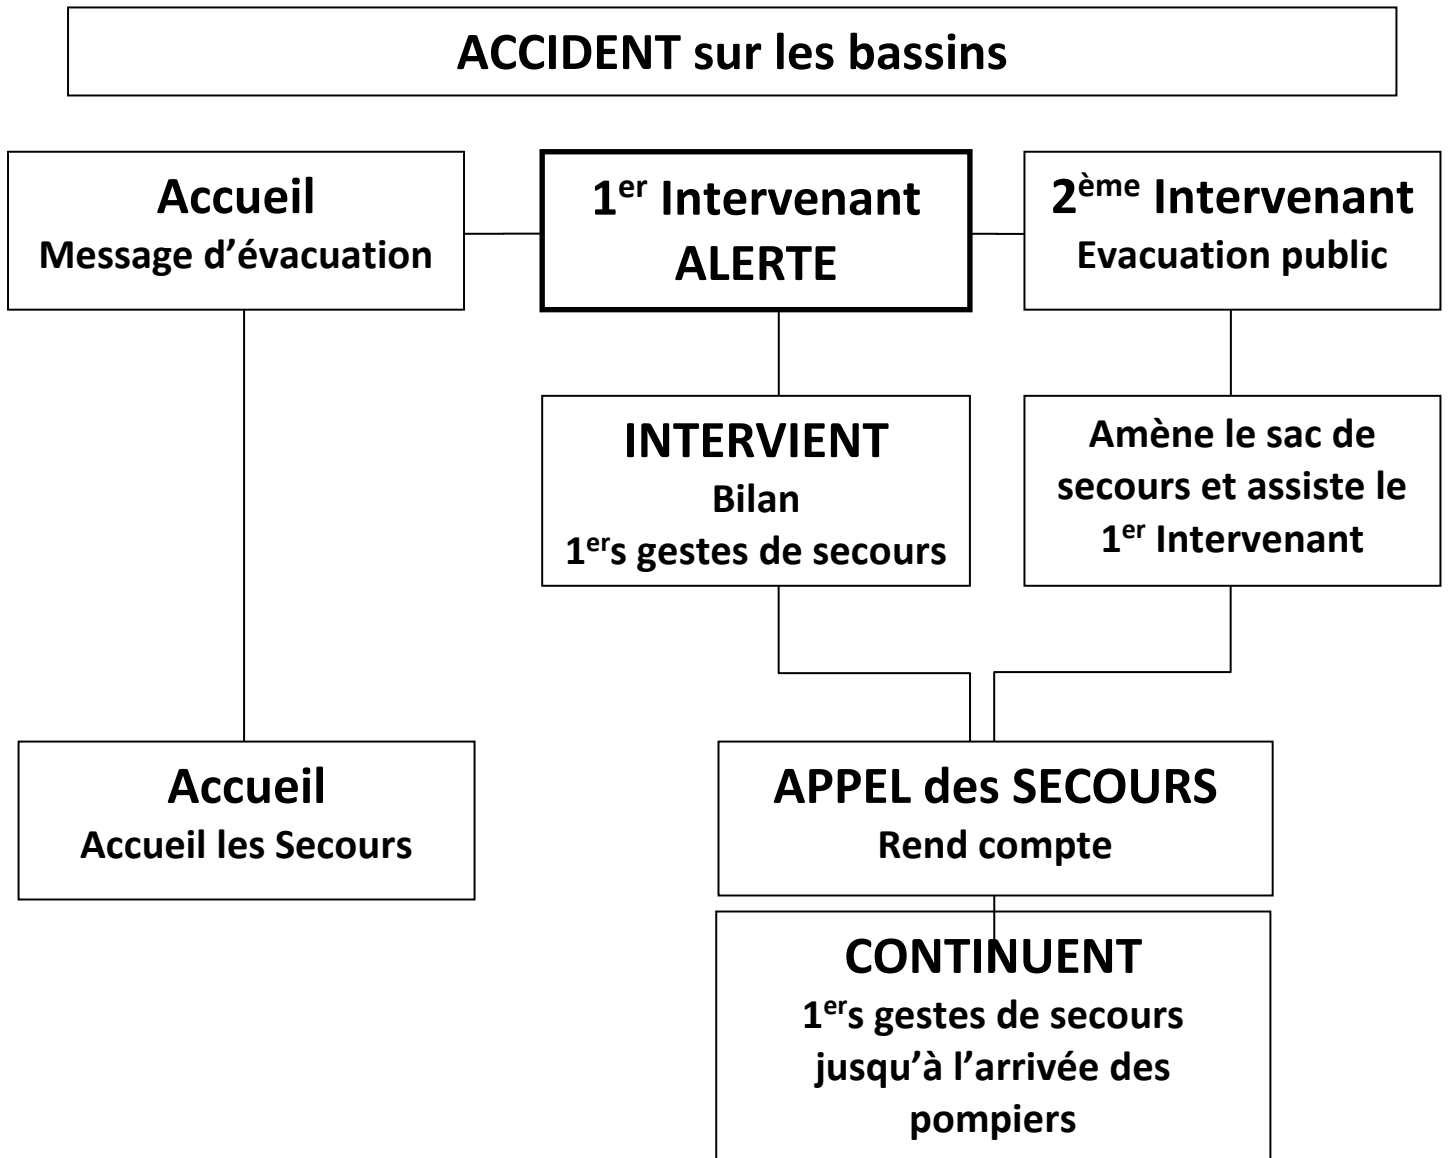 ACCIDENT sur les bassins
Accueil
Message d’évacuation
1er Intervenant
ALERTE
2ème Intervenant
Evacuation public
INTERVIENT
Bilan
1ers gestes de secours
Amène le sac de
secours et assiste le
1er Intervenant
Accueil
Accueil les Secours
APPEL des SECOURS
Rend compte
CONTINUENT
1ers gestes de secours
jusqu’à l’arrivée des
pompiers